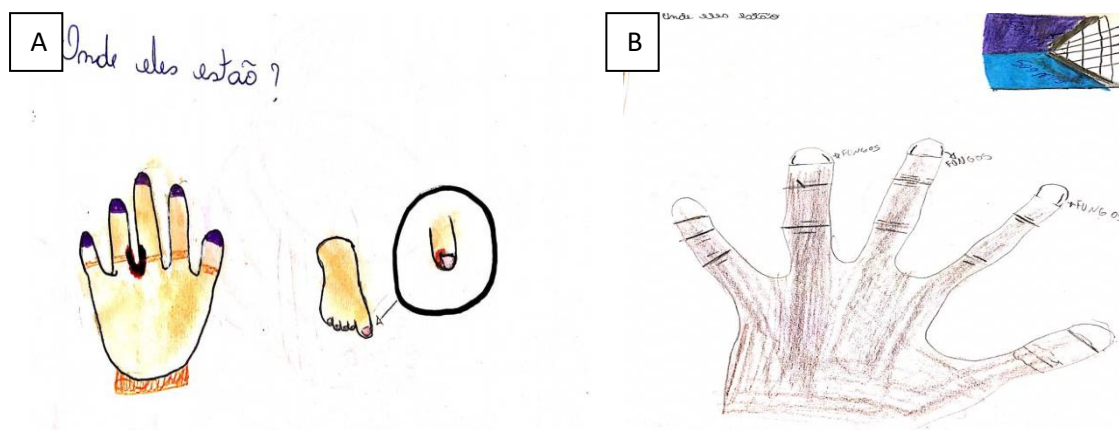 A
Onde eles estão?
B
Onde eles estão
FUNGOS
FUNGOS
FUNGOS